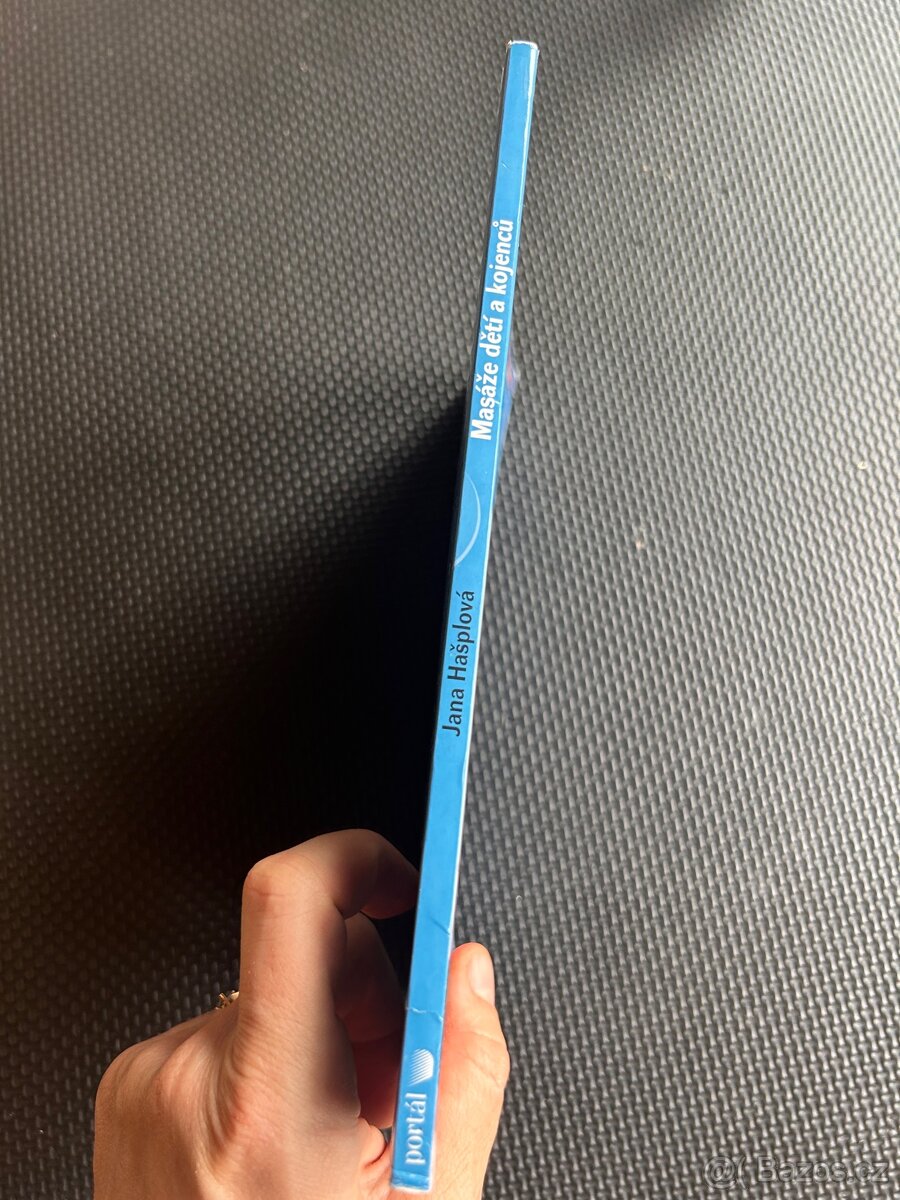 Masáže dětí a kojenců
Jana Hašplová
portál
@( Bazos.cz